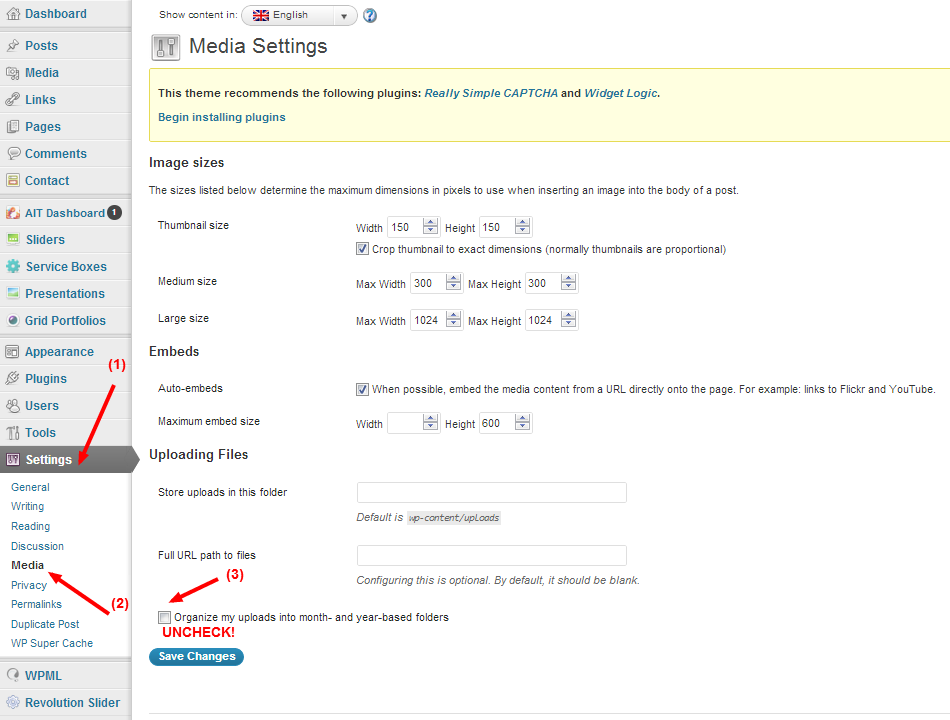 Dashboard
Posts
Media
Links
Pages
Comments
Contact
AIT Dashboard 1
Sliders
Service Boxes
Presentations
Grid Portfolios
Appearance
(1)
Plugins
Users
Tools
Settings
General
Writing
Reading
Discussion
Media
Privacy
(2)
Permalinks
Duplicate Post
WP Super Cache
WPML
Revolution Slider
Show content in: English ?
Media Settings
This theme recommends the following plugins: Really Simple CAPTCHA and Widget Logic.
Begin installing plugins
Image sizes
The sizes listed below determine the maximum dimensions in pixels to use when inserting an image into the body of a post.
Thumbnail size
Width 150 Height 150
Crop thumbnail to exact dimensions (normally thumbnails are proportional)
Medium size
Max Width 300 Max Height 300
Large size
Max Width 1024 Max Height 1024
Embeds
Auto-embeds
When possible, embed the media content from a URL directly onto the page. For example: links to Flickr and YouTube.
Maximum embed size
Width Height 600
Uploading Files
Store uploads in this folder
Default is wp-content/uploads
Full URL path to files
(3)
Configuring this is optional. By default, it should be blank.
Organize my uploads into month- and year-based folders
UNCHECK!
Save Changes